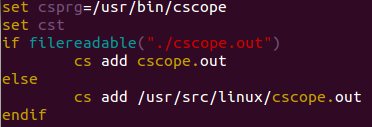 set csprg=/usr/bin/cscope
set cst
if filereadable("./cscope.out")
        cs add cscope.out
else
        cs add /usr/src/linux/cscope.out
endif